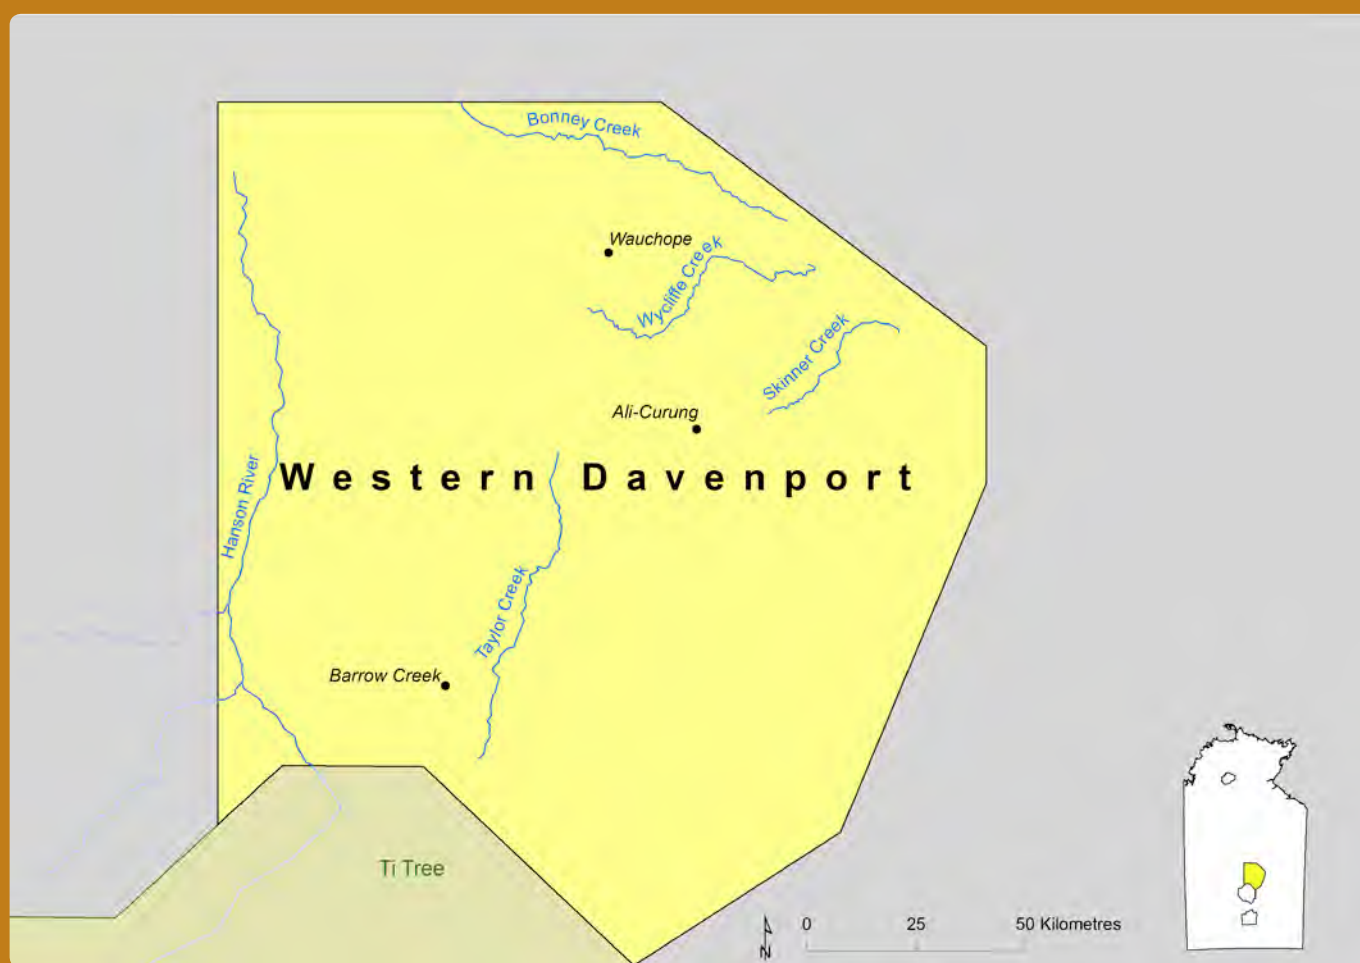 Bonney Creek
Wauchope
Wycliffe Creek
Skinner Creek
Ali-Curung
Western Davenport
Hanson River
Taylor Creek
Barrow Creek
Ti Tree
N
0 25 50 Kilometres